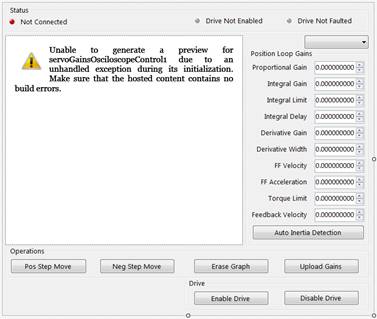 Status
Not Connected
Drive Not Enabled
Drive Not Faulted
Unable to generate a preview for
servoGainsOsciloscopeControl1 due to an
unhandled exception during its initialization.
Make sure that the hosted content contains no
build errors.
Position Loop Gains
Proportional Gain 0.000000000
Integral Gain 0.000000000
Integral Limit 0.000000000
Integral Delay 0.000000000
Derivative Gain 0.000000000
Derivative Width 0.000000000
FF Velocity 0.000000000
FF Acceleration 0.000000000
Torque Limit 0.000000000
Feedback Velocity 0.000000000
Auto Inertia Detection
Operations
Pos Step Move
Neg Step Move
Erase Graph
Upload Gains
Drive
Enable Drive
Disable Drive